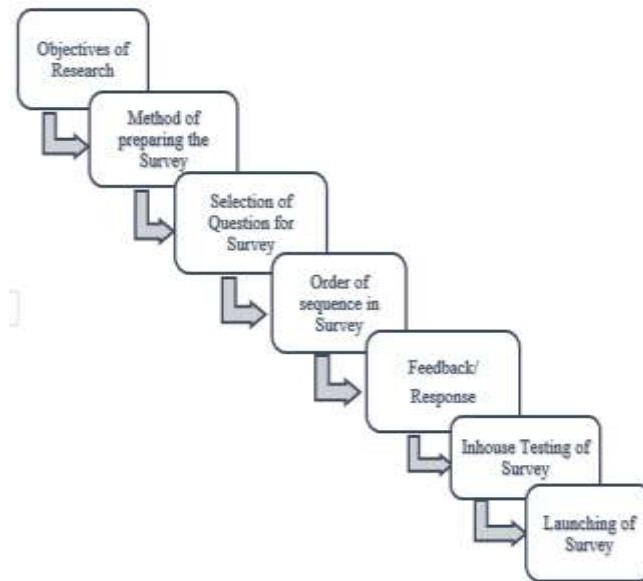 Objectives of
Research
Method of
preparing the
Survey
Selection of
Question for
Survey
Order of
sequence in
Survey
Feedback/
Response
Inhouse Testing of
Survey
Launching of
Survey